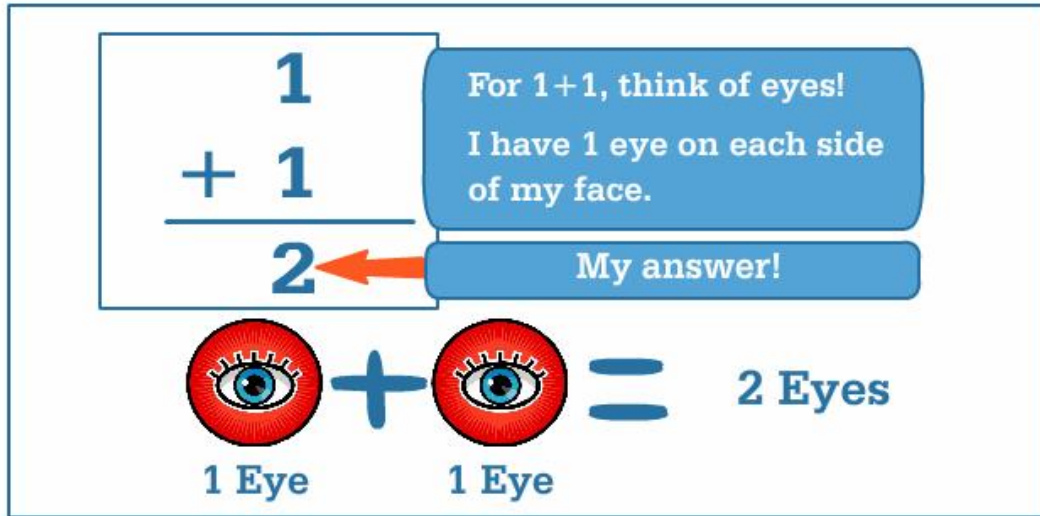 1
+ 1
2
For 1+1, think of eyes!
I have 1 eye on each side
of my face.
My answer!
+ = 2 Eyes
1 Eye 1 Eye